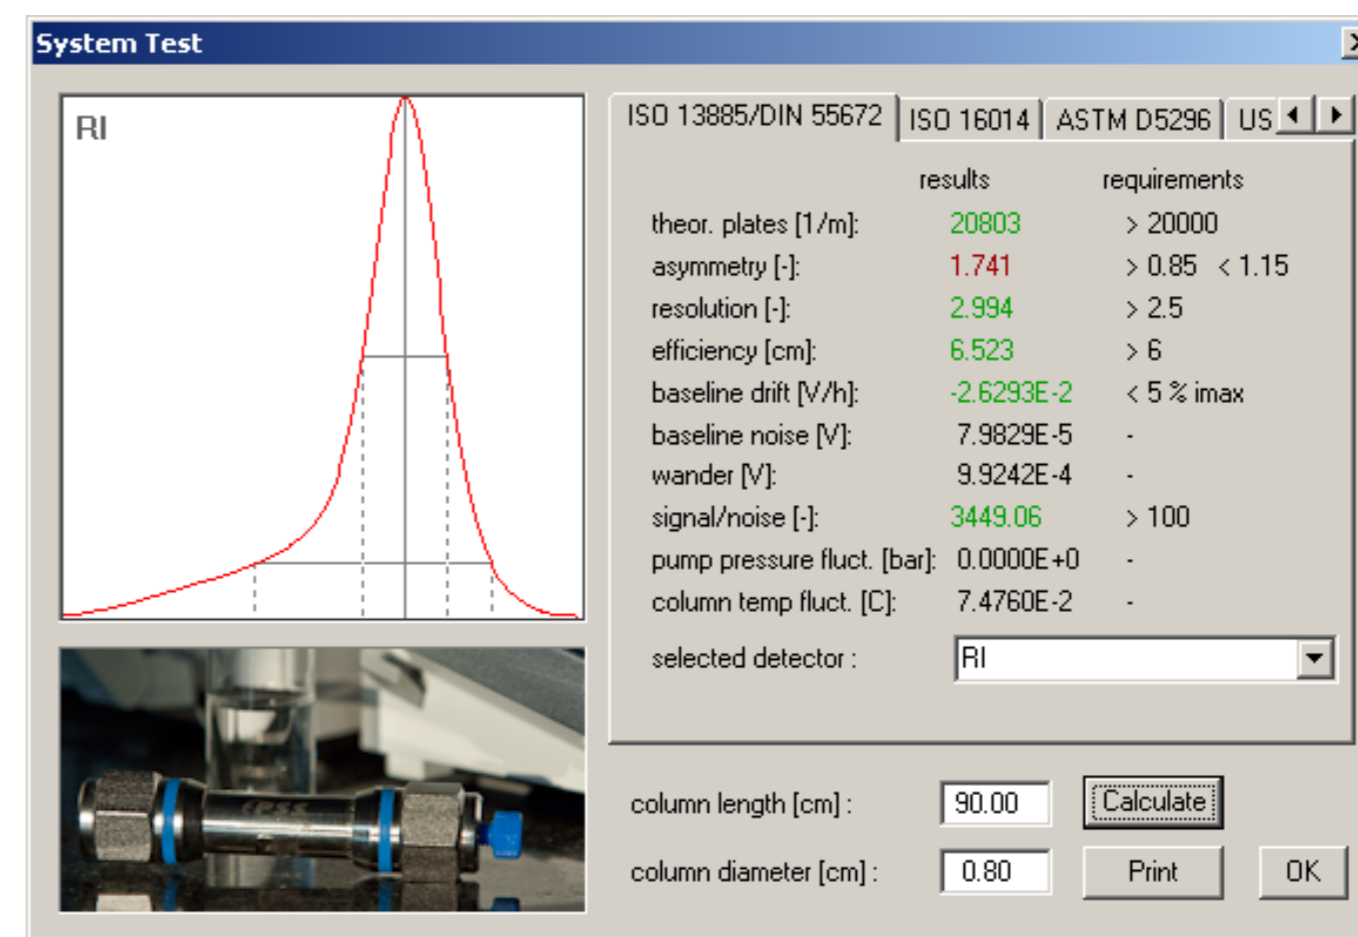 System Test
RI
ISO 13885/DIN 55672 ISO 16014 ASTM D5296 US
results requirements
theor. plates [1/m]: 20803 > 20000
asymmetry [-]: 1.741 > 0.85 < 1.15
resolution [-]: 2.994 > 2.5
efficiency [cm]: 6.523 > 6
baseline drift [V/h]: -2.6293E-2 < 5 % imax
baseline noise [V]: 7.9829E-5 -
wander [V]: 9.9242E-4 -
signal/noise [-]: 3449.06 > 100
pump pressure fluct. [bar]: 0.0000E+0 -
column temp fluct. [C]: 7.4760E-2 -
selected detector : RI
column length [cm] : 90.00 Calculate
column diameter [cm] : 0.80 Print OK